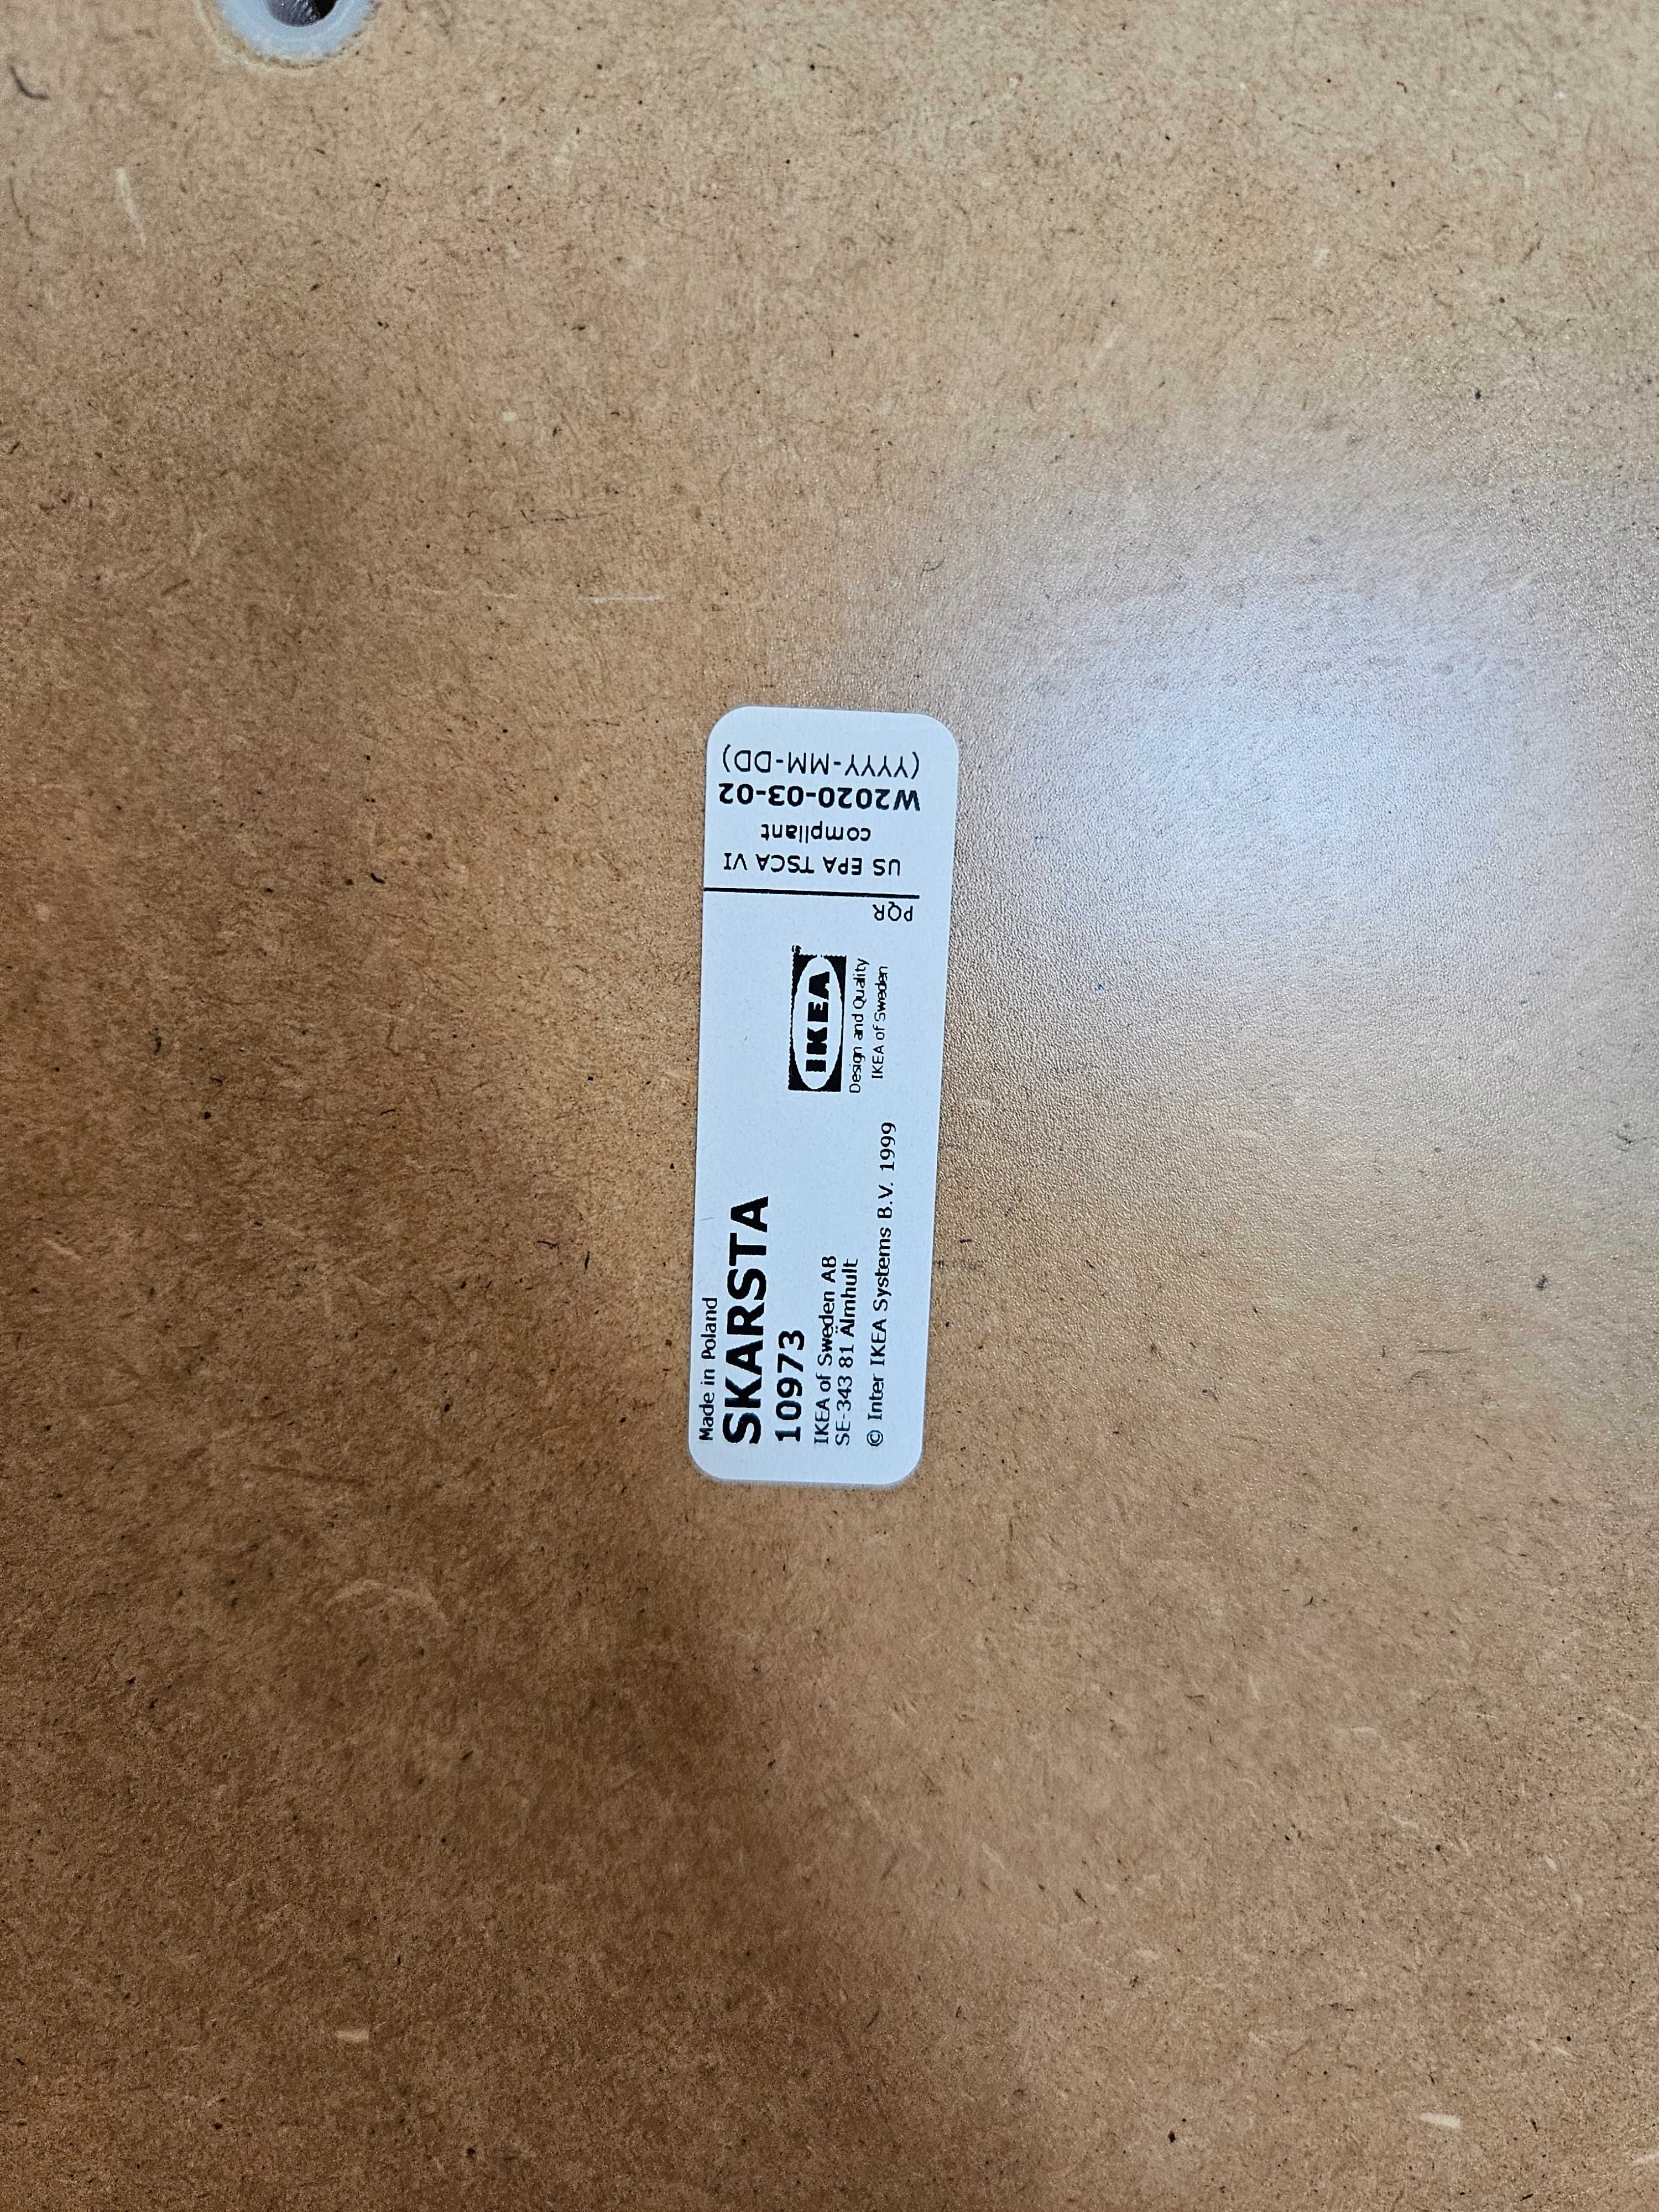 Made in Poland
SKARSTA
10973
IKEA of Sweden AB
SE-343 81 Älmhult
© Inter IKEA Systems B.V. 1999
IKEA
Design and Quality
IKEA of Sweden
PQR
US EPA TSCA VI
compliant
W2020-03-02
(YYYY-MM-DD)